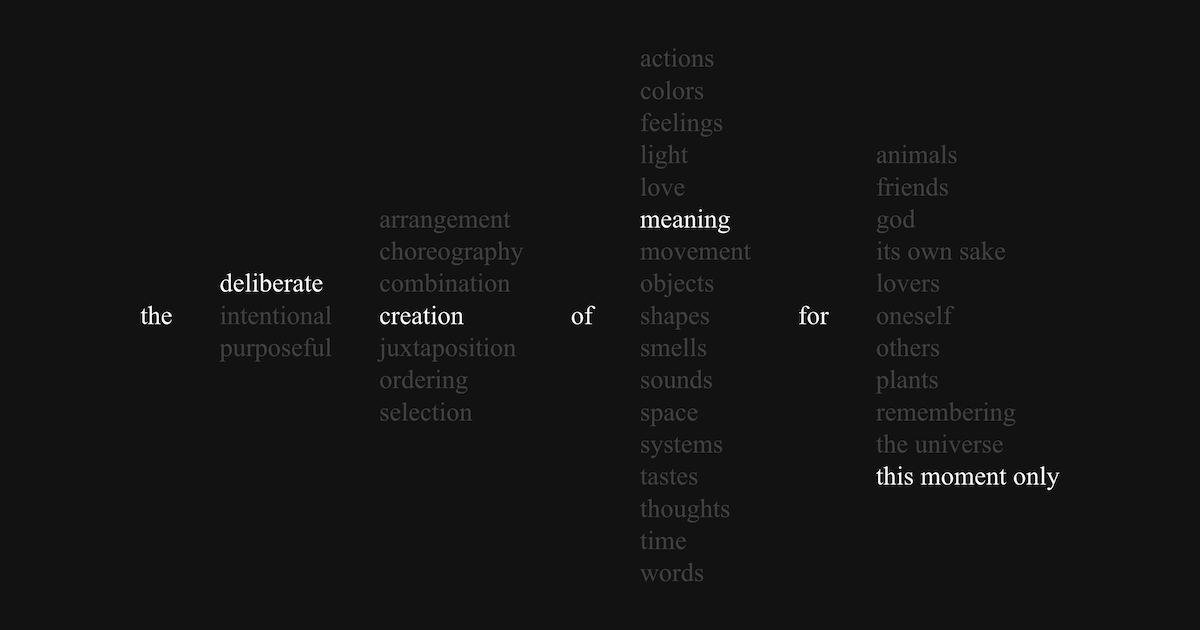 the
deliberate
intentional
purposeful
arrangement
choreography
combination
creation
juxtaposition
ordering
selection
of
actions
colors
feelings
light
love
meaning
movement
objects
shapes
smells
sounds
space
systems
tastes
thoughts
time
words
for
animals
friends
god
its own sake
lovers
oneself
others
plants
remembering
the universe
this moment only